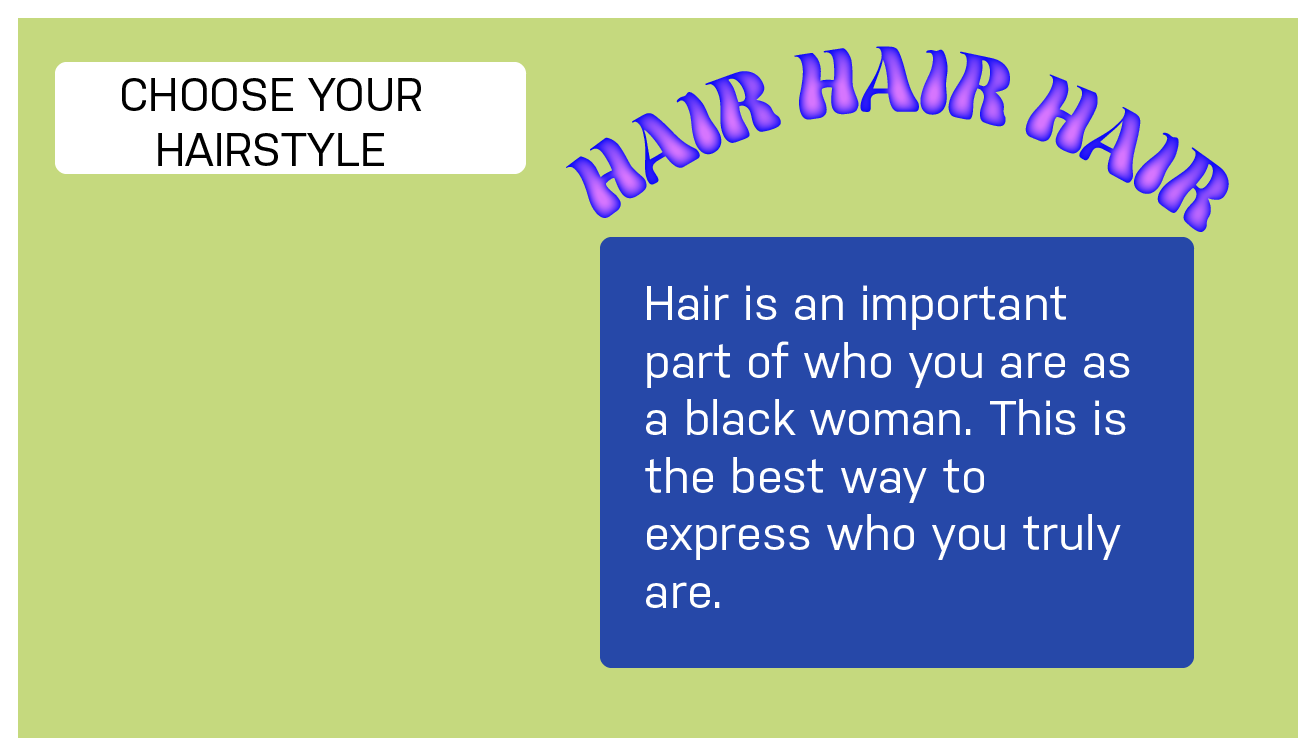 CHOOSE YOUR
HAIRSTYLE
HAIR HAIR HAIR
Hair is an important
part of who you are as
a black woman. This is
the best way to
express who you truly
are.